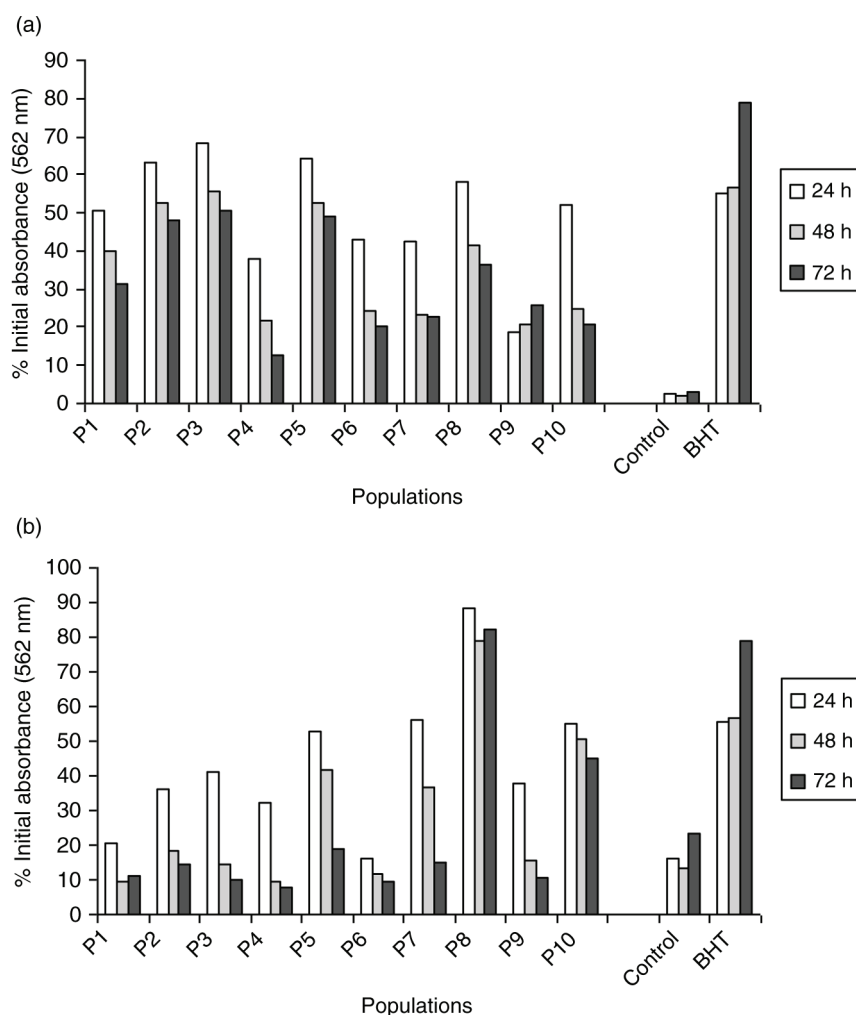 (a)
% Initial absorbance (562 nm)
90
80
70
60
50
40
30
20
10
0
P1 P2 P3 P4 P5 P6 P7 P8 P9 P10 Control BHT
Populations
24 h
48 h
72 h
(b)
% Initial absorbance (562 nm)
100
90
80
70
60
50
40
30
20
10
0
P1 P2 P3 P4 P5 P6 P7 P8 P9 P10 Control BHT
Populations
24 h
48 h
72 h